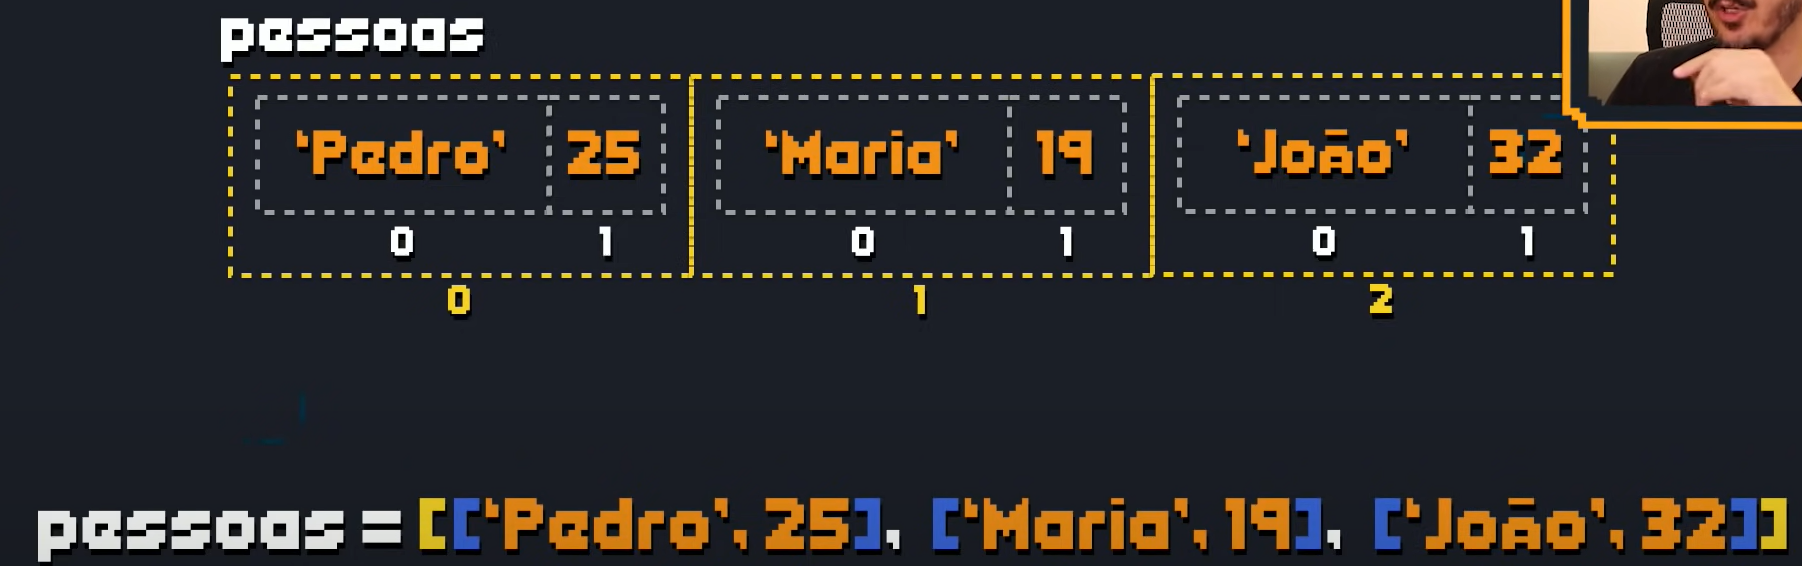 pessoas
'Pedro' 25 'Maria' 19 'João' 32
0 1 0 1 0 1
0 1 2
pessoas = [['Pedro', 25], ['Maria', 19], ['João', 32]]